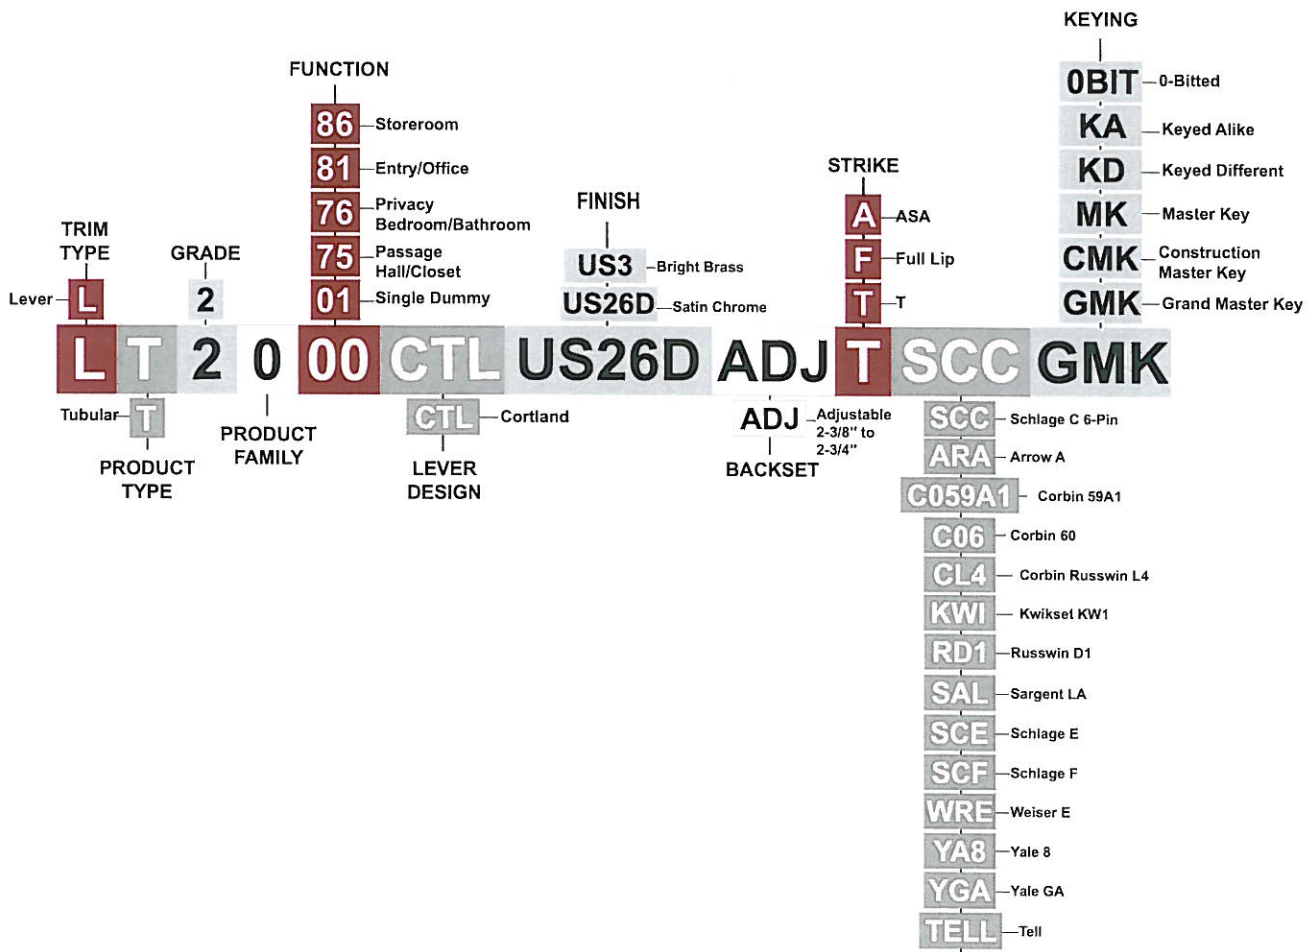 KEYING
0BIT 0-Bitted
KA Keyed Alike
KD Keyed Different
MK Master Key
CMK Construction
Master Key
GMK Grand Master Key
FUNCTION
86 Storeroom
81 Entry/Office
76 Privacy
Bedroom/Bathroom
75 Passage
Hall/Closet
01 Single Dummy
STRIKE
A ASA
F Full Lip
T T
FINISH
US3 Bright Brass
US26D Satin Chrome
TRIM
TYPE
Lever L
GRADE
2
L T 2 0 00 CTL US26D ADJ T SCC GMK
Tubular T
PRODUCT
TYPE
PRODUCT
FAMILY
CTL Cortland
LEVER
DESIGN
ADJ Adjustable
2-3/8" to
2-3/4"
BACKSET
SCC Schlage C 6-Pin
ARA Arrow A
C059A1 Corbin 59A1
C06 Corbin 60
CL4 Corbin Russwin L4
KWI Kwikset KW1
RD1 Russwin D1
SAL Sargent LA
SCE Schlage E
SCF Schlage F
WRE Weiser E
YA8 Yale 8
YGA Yale GA
TELL Tell